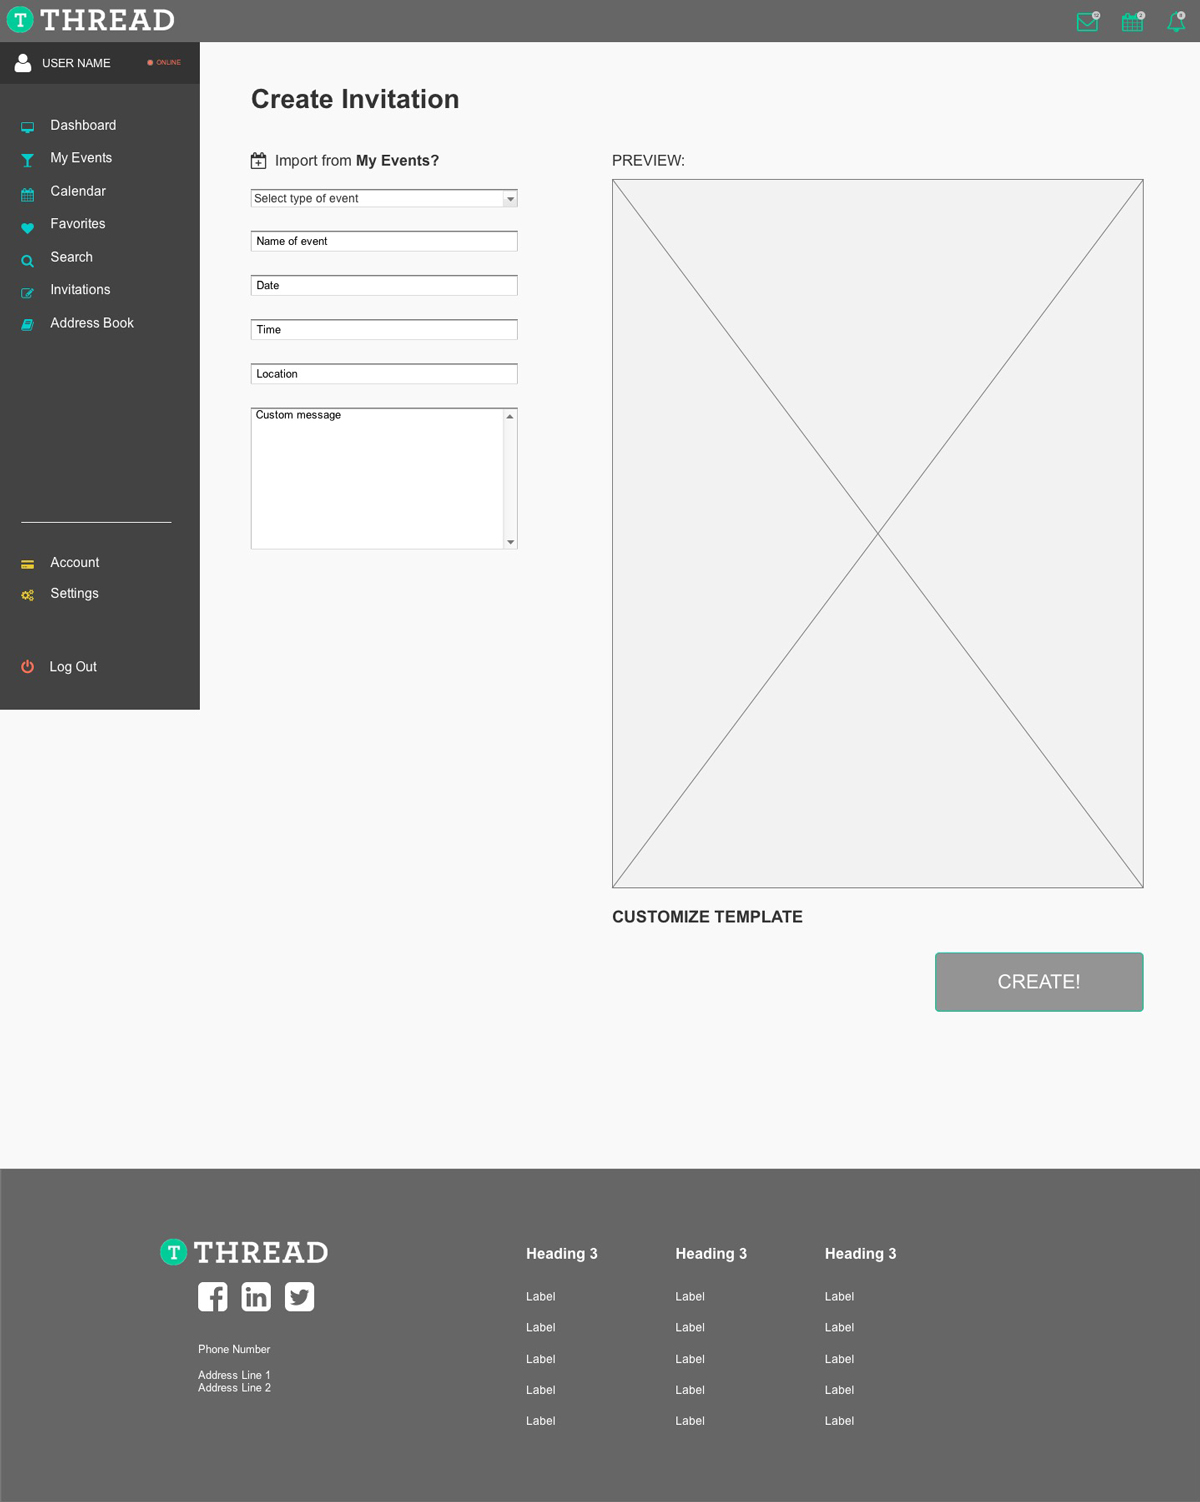 T THREAD
USER NAME
ONLINE
Dashboard
My Events
Calendar
Favorites
Search
Invitations
Address Book
Account
Settings
Log Out
Create Invitation
Import from My Events?
Select type of event
Name of event
Date
Time
Location
Custom message
PREVIEW:
CUSTOMIZE TEMPLATE
CREATE!
T THREAD
Phone Number
Address Line 1
Address Line 2
Heading 3
Label
Label
Label
Label
Label
Heading 3
Label
Label
Label
Label
Label
Heading 3
Label
Label
Label
Label
Label